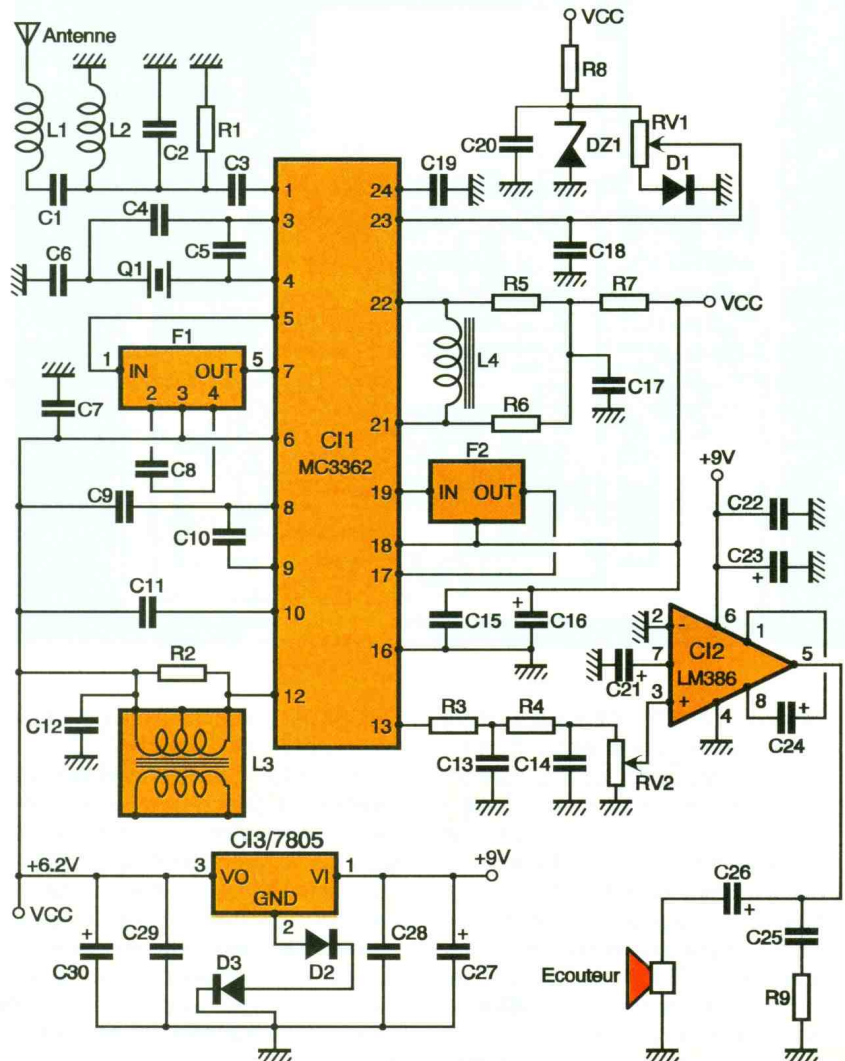 Antenne
VCC
R8
L1
L2
C2
R1
C20
DZ1
RV1
D1
C3
C1
C4
C5
C6
Q1
1
3
4
5
7
6
8
9
10
12
24
23
22
21
19
18
17
16
13
CI1
MC3362
C19
C18
F1
1
IN
OUT
5
2
3
4
C7
C8
C9
C10
C11
R2
C12
L3
R5
R7
VCC
L4
C17
R6
F2
IN
OUT
C15
+
C16
R3
R4
C13
C14
RV2
+9V
C22
C23
+
2
-
6
1
CI2
LM386
7
5
3
+
4
8
C21
+
+
C24
CI3/7805
+6.2V
3
VO
VI
1
+9V
GND
2
VCC
+
C30
C29
D3
D2
C28
+
C27
C26
+
C25
R9
Ecouteur